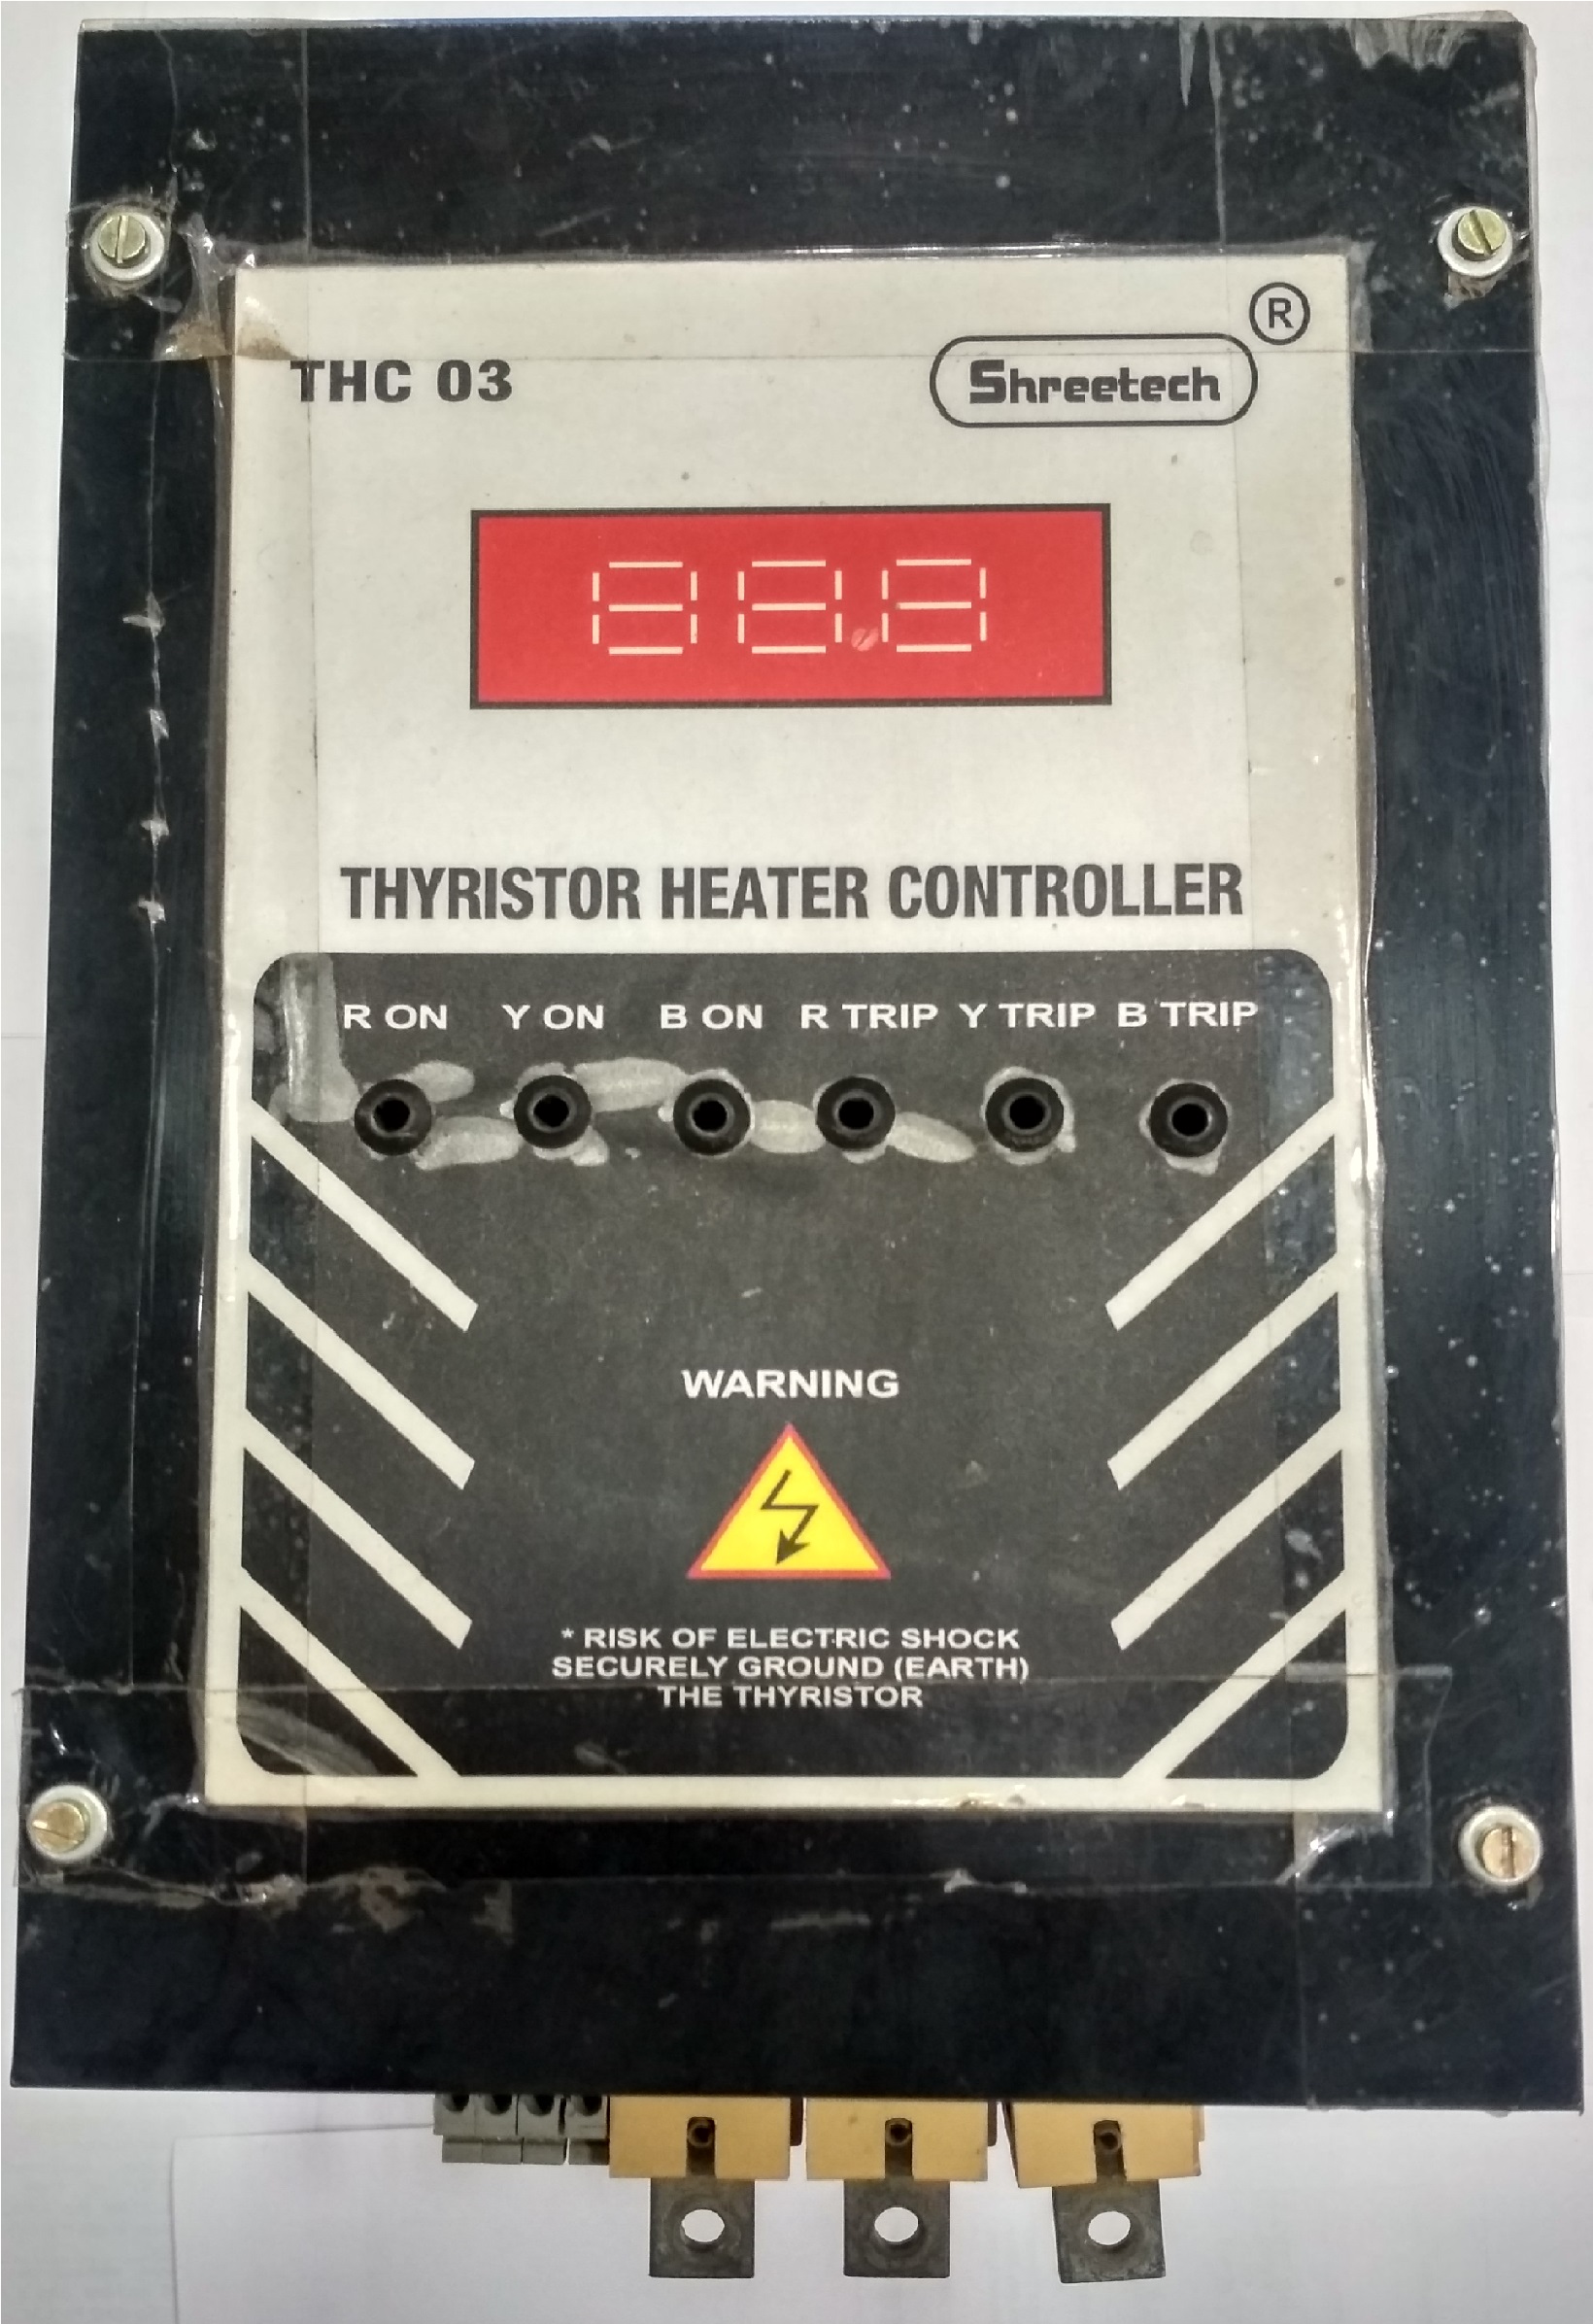 ®
THC 03 Shreetech
88.8
THYRISTOR HEATER CONTROLLER
R ON Y ON B ON R TRIP Y TRIP B TRIP
WARNING
* RISK OF ELECTRIC SHOCK
SECURELY GROUND (EARTH)
THE THYRISTOR